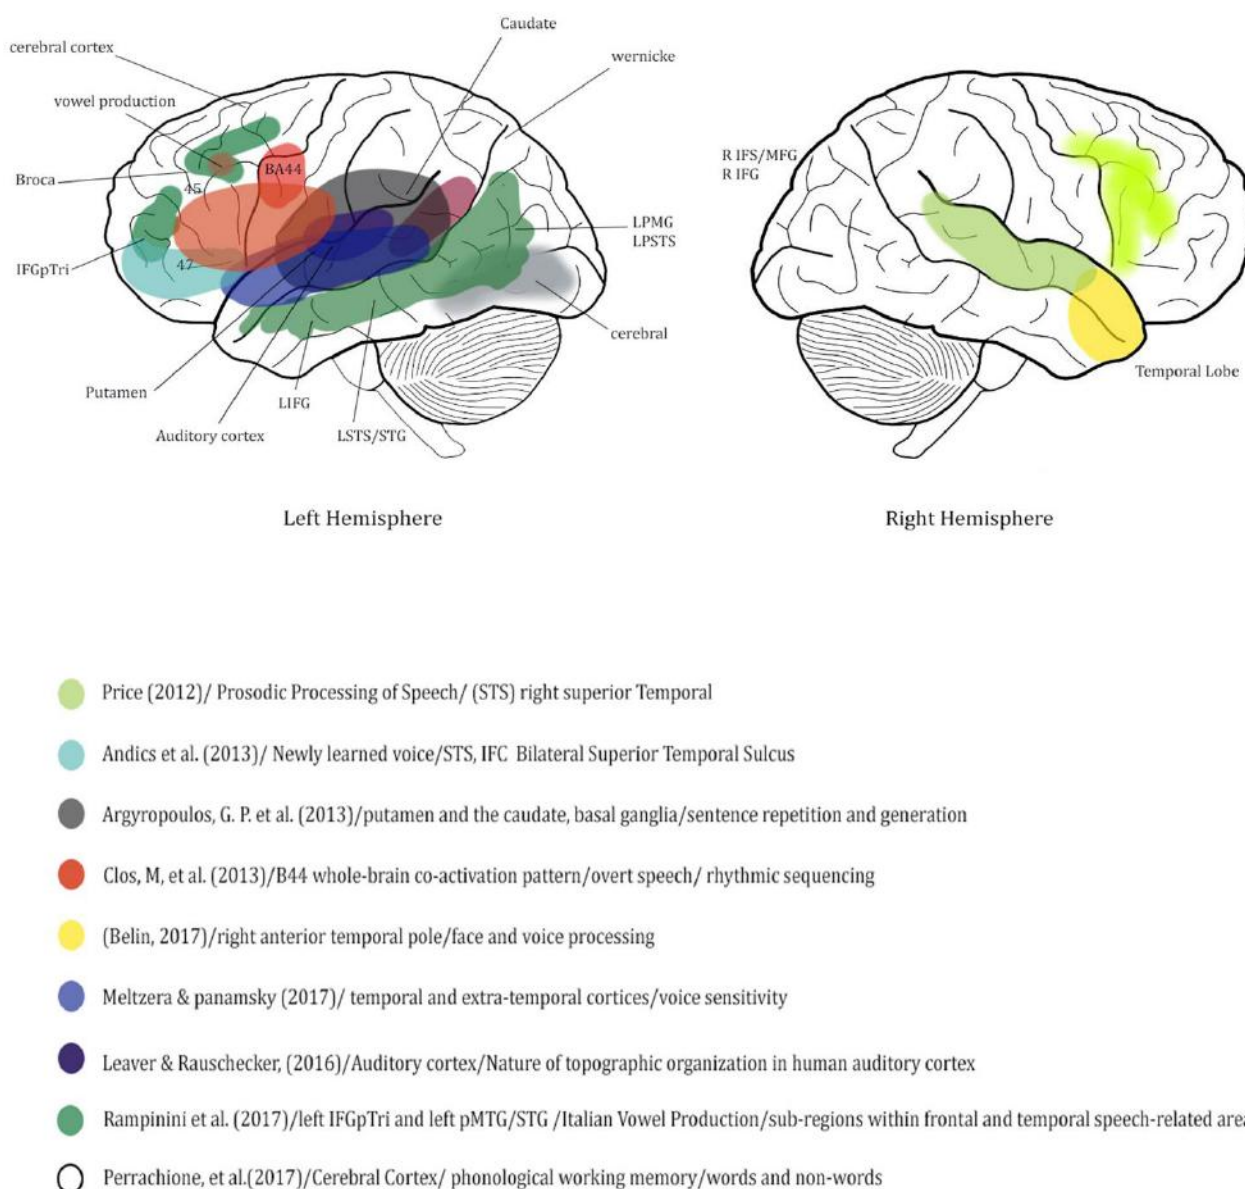 Caudate
cerebral cortex
wernicke
vowel production
BA44
Broca
45
R IFS/MFG
R IFG
LPMG
LPSTS
IFGpTri
47
cerebral
Putamen
LIFG
Auditory cortex
LSTS/STG
Temporal Lobe
Left Hemisphere
Right Hemisphere
Price (2012)/ Prosodic Processing of Speech/ (STS) right superior Temporal
Andics et al. (2013)/ Newly learned voice/STS, IFC Bilateral Superior Temporal Sulcus
Argyropoulos, G. P. et al. (2013)/putamen and the caudate, basal ganglia/sentence repetition and generation
Clos, M, et al. (2013)/B44 whole-brain co-activation pattern/overt speech/ rhythmic sequencing
(Belin, 2017)/right anterior temporal pole/face and voice processing
Meltzera & panamsky (2017)/ temporal and extra-temporal cortices/voice sensitivity
Leaver & Rauschecker, (2016)/Auditory cortex/Nature of topographic organization in human auditory cortex
Rampinini et al. (2017)/left IFGpTri and left pMTG/STG /Italian Vowel Production/sub-regions within frontal and temporal speech-related area
Perrachione, et al.(2017)/Cerebral Cortex/ phonological working memory/words and non-words